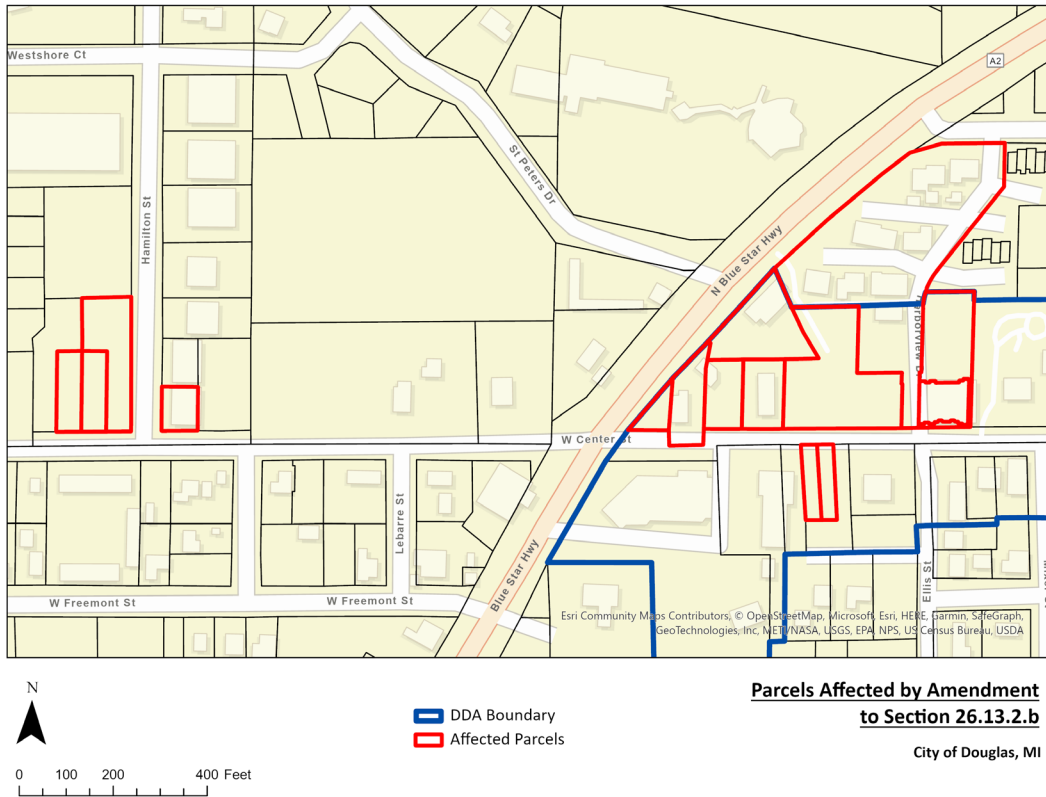 Westshore Ct
A2
St Peters Dr
Hamilton St
N Blue Star Hwy
W Center St
Lebarre St
Blue Star Hwy
Ellis St
W Freemont St
W Freemont St
Esri Community Maps Contributors, © OpenStreetMap, Microsoft, Esri, HERE, Garmin, SafeGraph,
GeoTechnologies, Inc, METI/NASA, USGS, EPA, NPS, US Census Bureau, USDA
N
0 100 200 400 Feet
DDA Boundary
Affected Parcels
Parcels Affected by Amendment
to Section 26.13.2.b
City of Douglas, MI